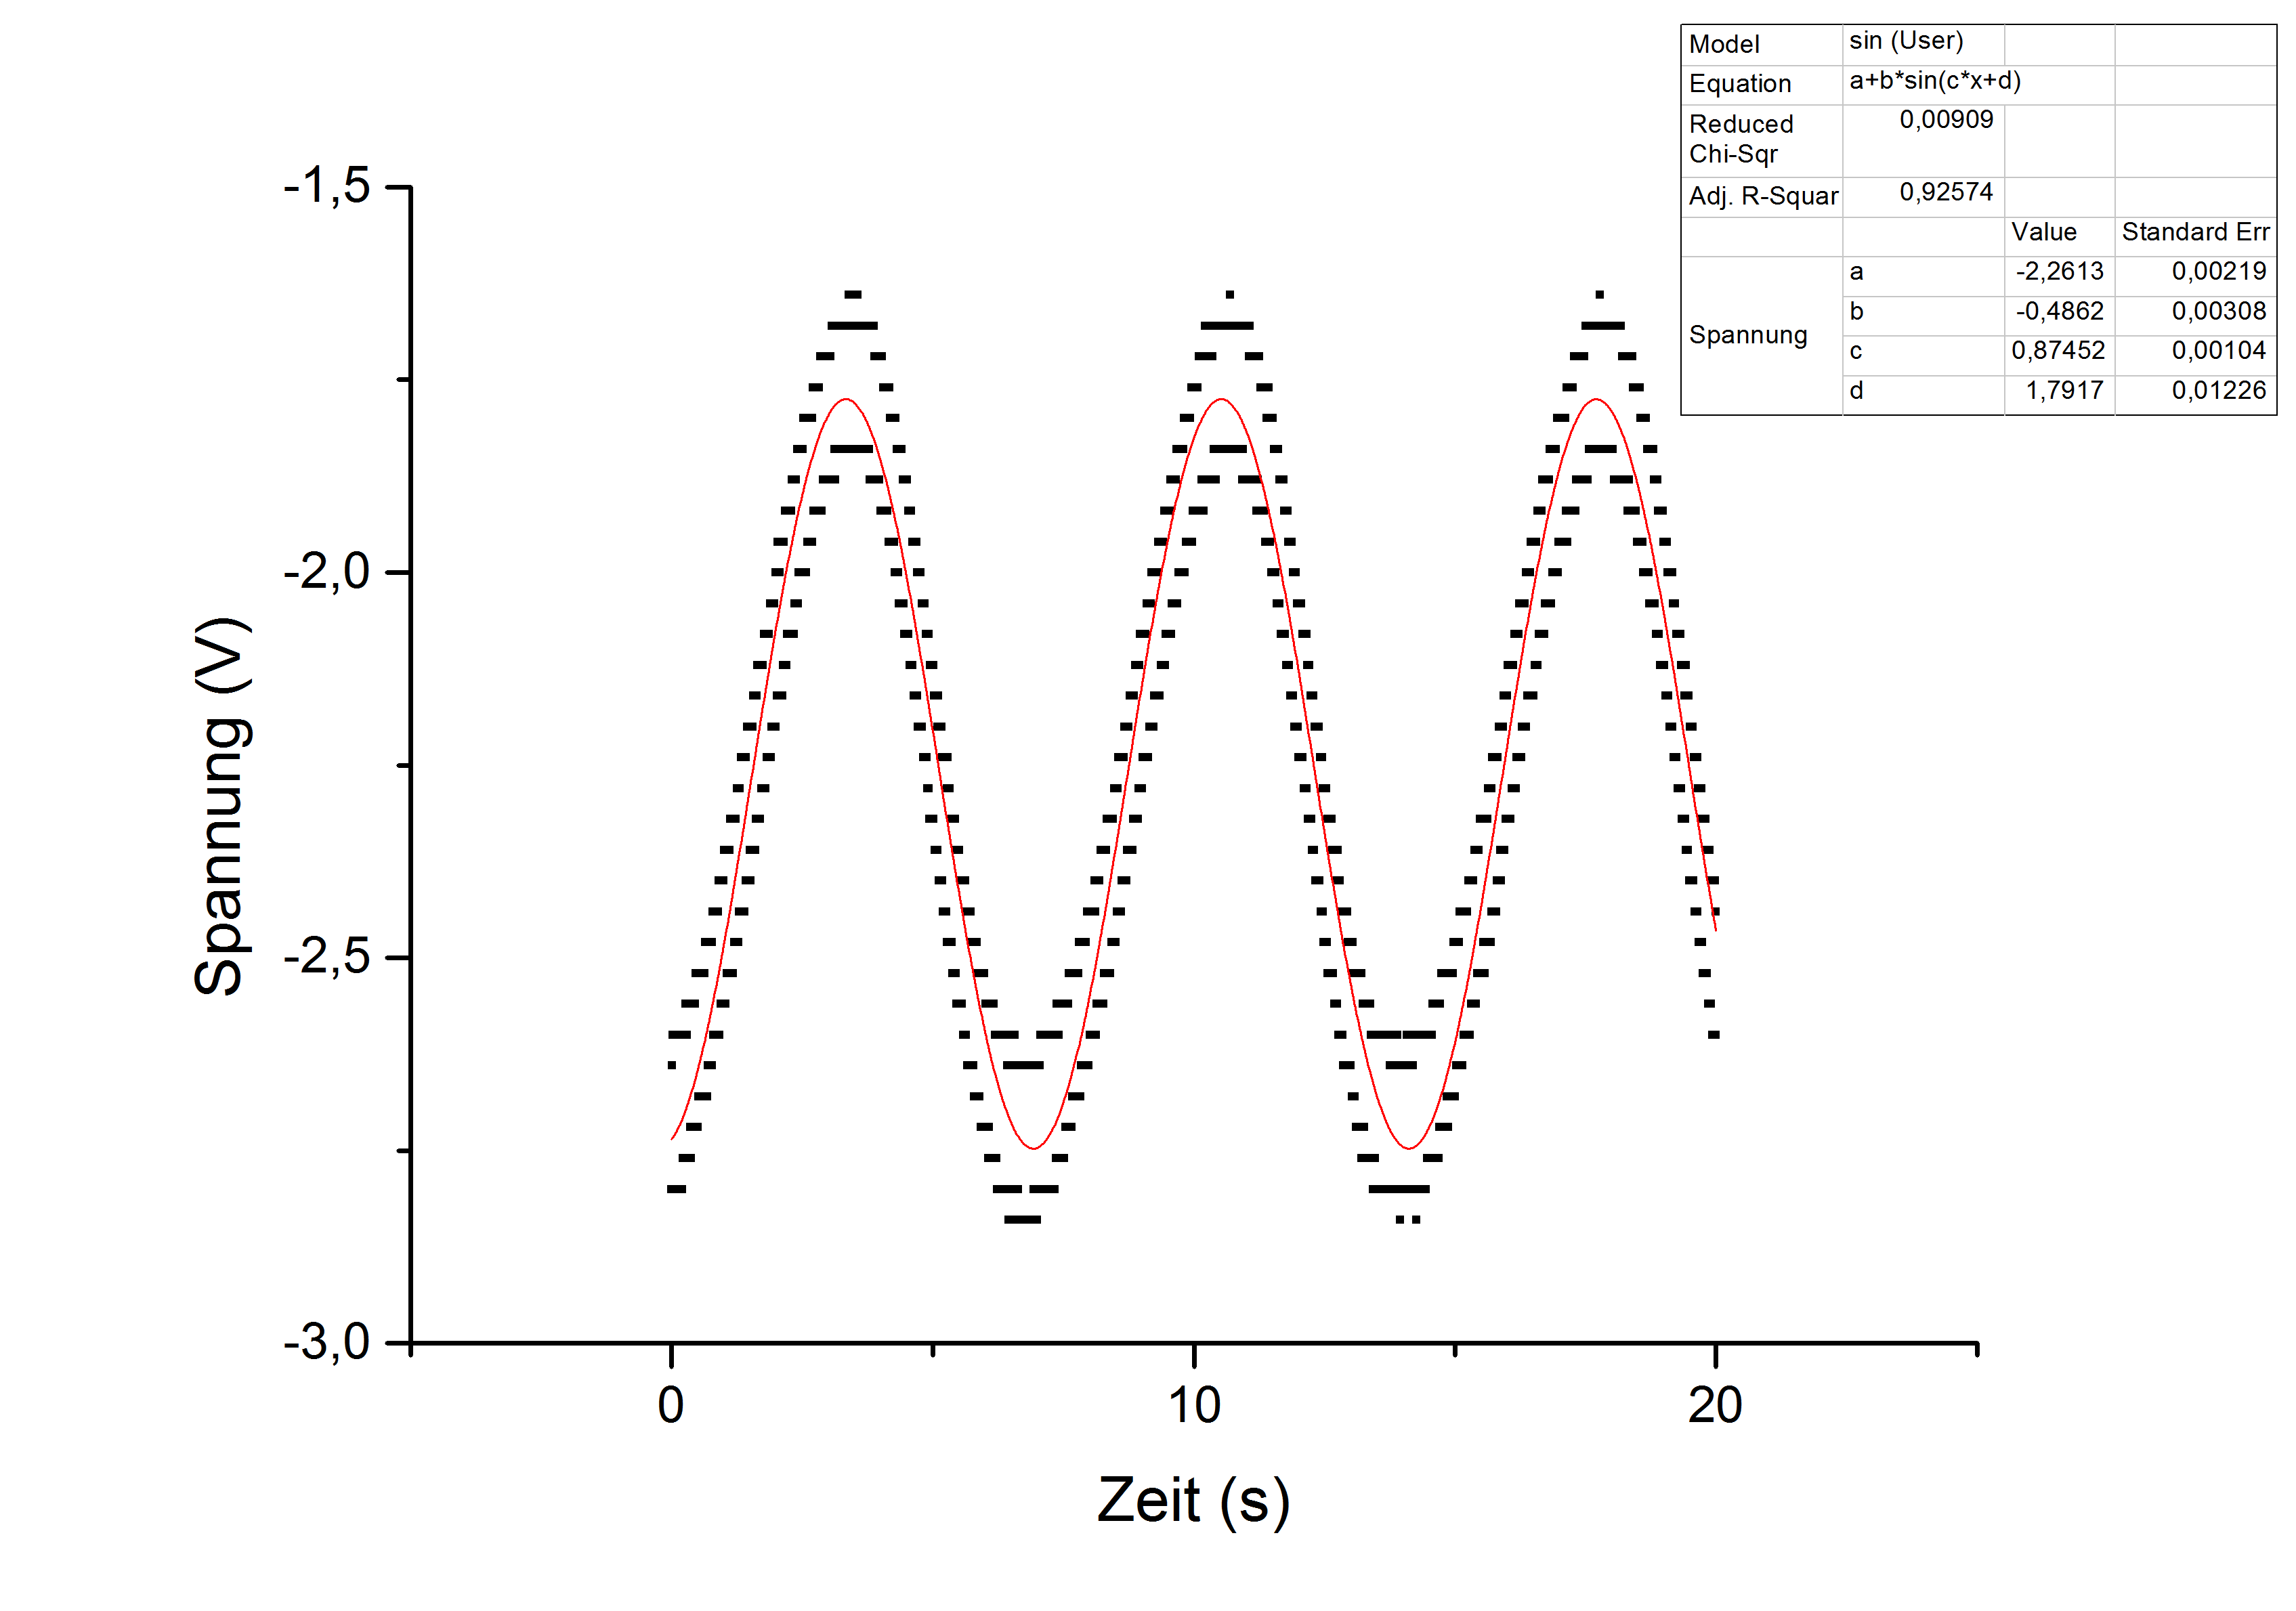 Model sin (User)
Equation a+b*sin(c*x+d)
Reduced Chi-Sqr 0,00909
Adj. R-Squar 0,92574
Value Standard Err
Spannung a -2,2613 0,00219
b -0,4862 0,00308
c 0,87452 0,00104
d 1,7917 0,01226
-1,5
-2,0
-2,5
-3,0
Spannung (V)
0 10 20
Zeit (s)